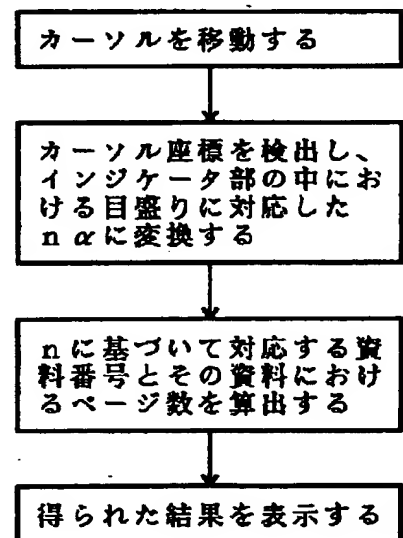 カーソルを移動する
カーソル座標を検出し、
インジケータ部の中にお
ける目盛りに対応した
nαに変換する
nに基づいて対応する資
料番号とその資料におけ
るページ数を算出する
得られた結果を表示する